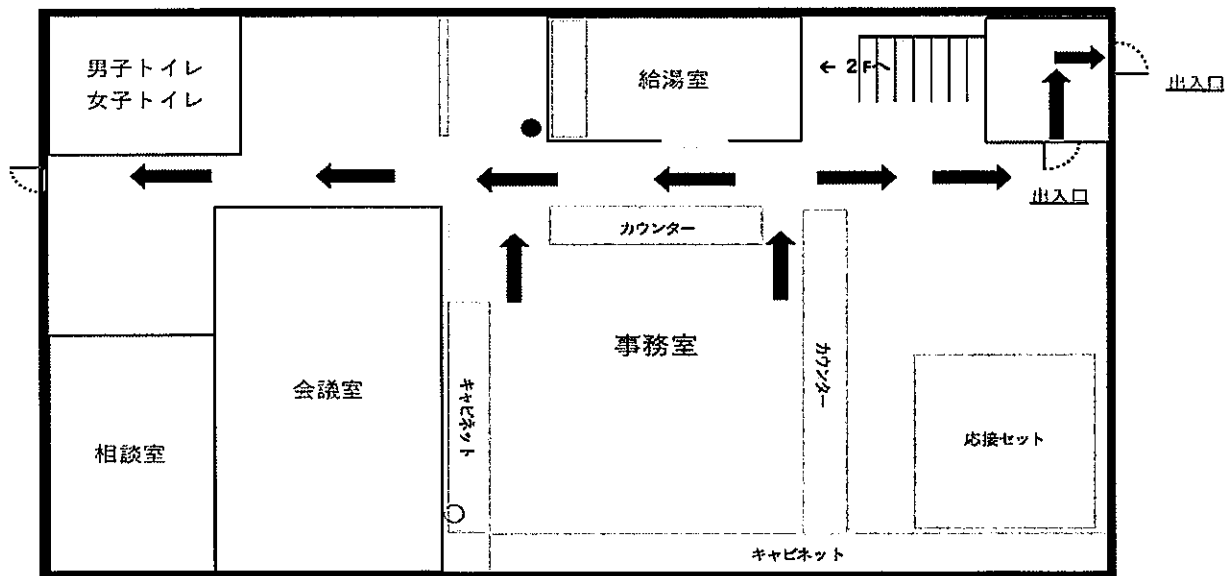 男子トイレ
女子トイレ
給湯室
← 2Fへ
出入口
出入口
カウンター
事務室
カウンター
会議室
キャビネット
相談室
応接セット
キャビネット